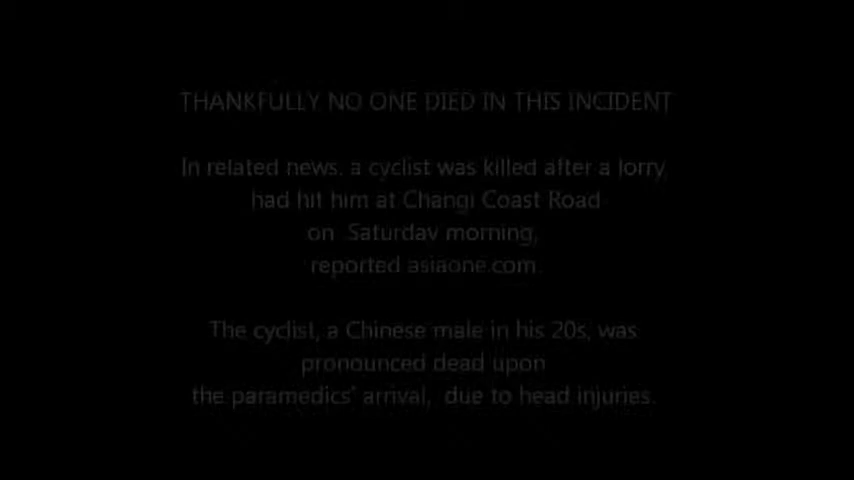 THANKFULLY NO ONE DIED IN THIS INCIDENT
In related news, a cyclist was killed after a lorry
had hit him at Changi Coast Road
on Saturday morning,
reported asiaone.com.
The cyclist, a Chinese male in his 20s, was
pronounced dead upon
the paramedics' arrival, due to head injuries.